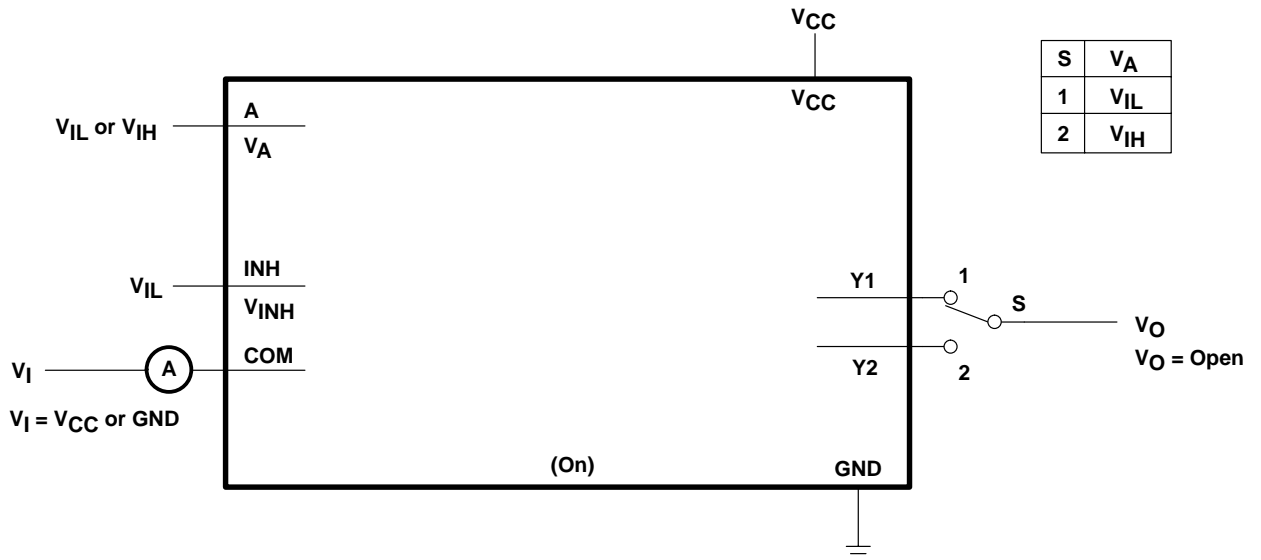 VCC
S VA
1 VIL
2 VIH
VCC
A
VIL or VIH
VA
INH
VIL
VINH
COM
VI
A
VI = VCC or GND
Y1
1
S
VO
Y2
2
VO = Open
(On)
GND